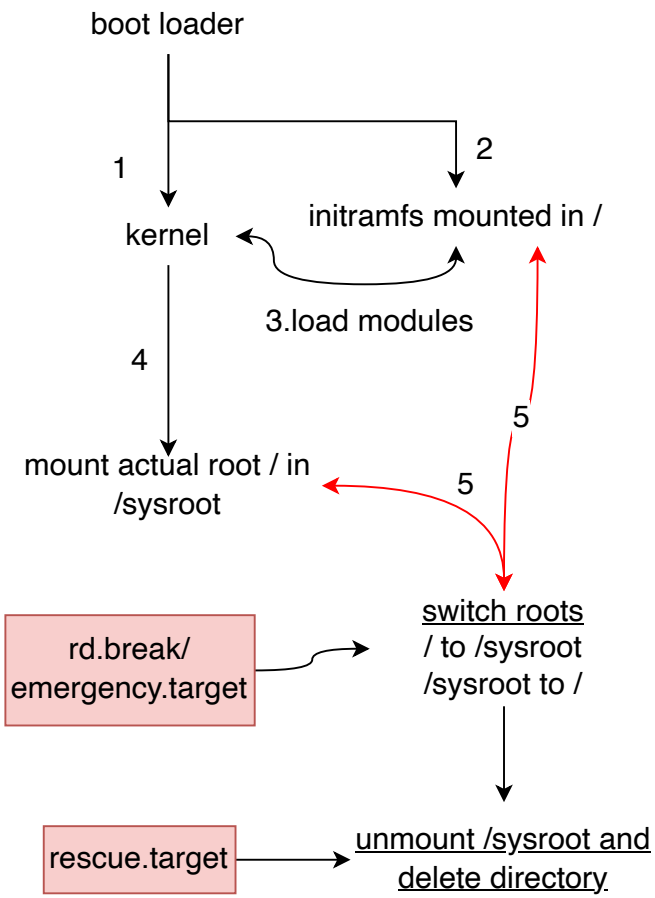 boot loader
1
2
initramfs mounted in /
kernel
3.load modules
4
5
mount actual root / in
/sysroot
5
switch roots
/ to /sysroot
/sysroot to /
rd.break/
emergency.target
rescue.target
unmount /sysroot and
delete directory